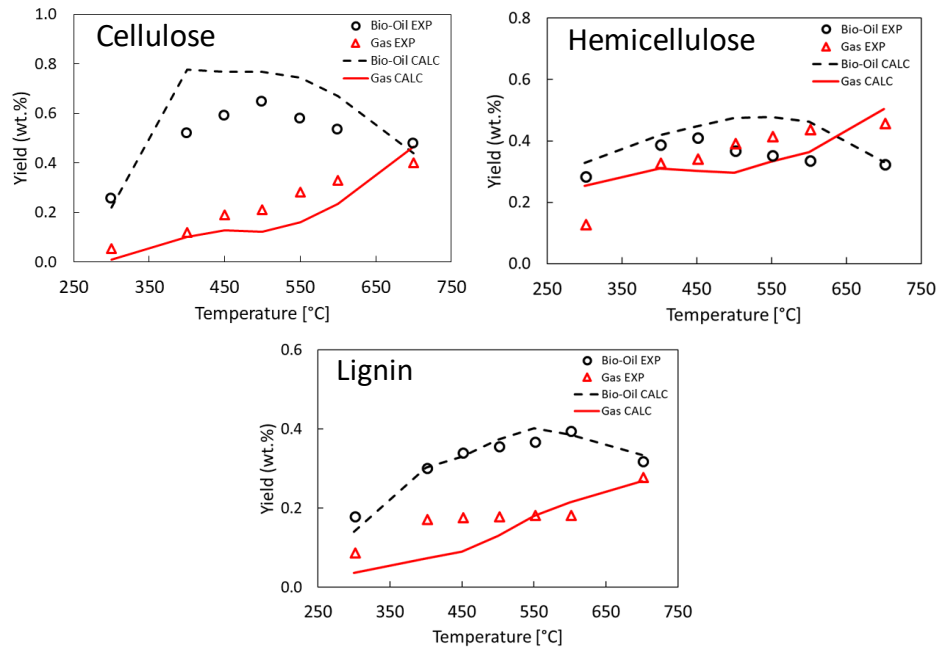 Cellulose
Bio-Oil EXP
Gas EXP
Bio-Oil CALC
Gas CALC
Yield (wt.%)
1.0
0.8
0.6
0.4
0.2
0.0
250 350 450 550 650 750
Temperature [°C]
Hemicellulose
Bio-Oil EXP
Gas EXP
Bio-Oil CALC
Gas CALC
Yield (wt.%)
0.8
0.6
0.4
0.2
0.0
250 350 450 550 650 750
Temperature [°C]
Lignin
Bio-Oil EXP
Gas EXP
Bio-Oil CALC
Gas CALC
Yield (wt.%)
0.6
0.4
0.2
0.0
250 350 450 550 650 750
Temperature [°C]